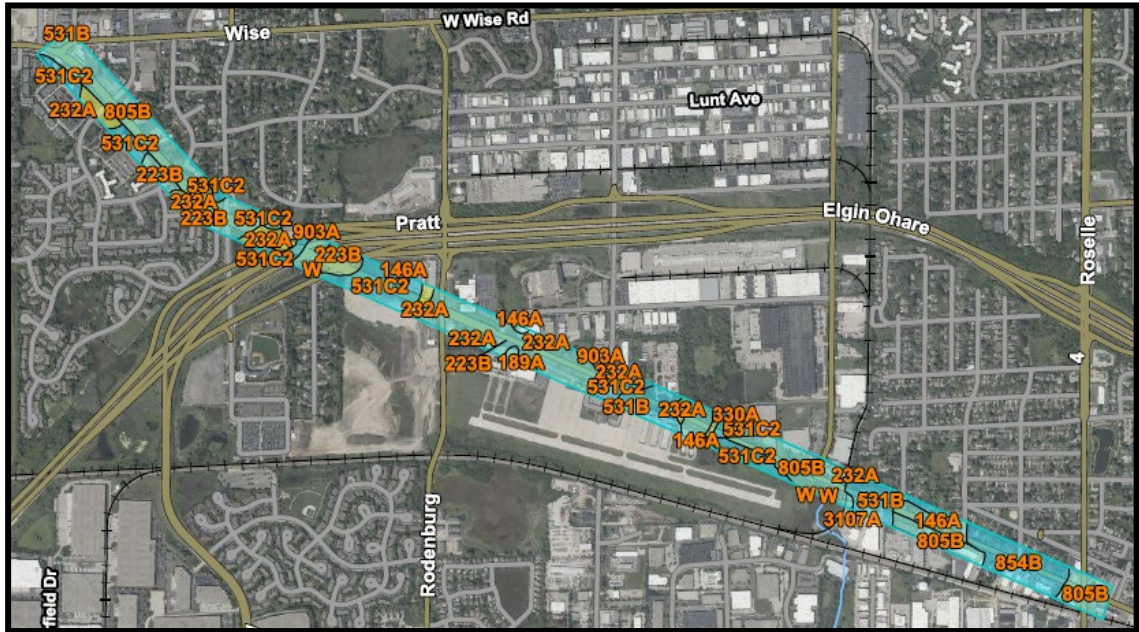 W Wise Rd
Wise
531B
531C2
232A
805B
531C2
223B
531C2
232A
223B
531C2
232A
903A
531C2
223B
W
Lunt Ave
Pratt
Elgin Ohare
Roselle
4
146A
531C2
232A
146A
232A
232A
223B
189A
903A
232A
531C2
531B
232A
330A
531C2
146A
531C2
805B
232A
W W
531B
3107A
146A
805B
854B
805B
Rodenburg
field Dr